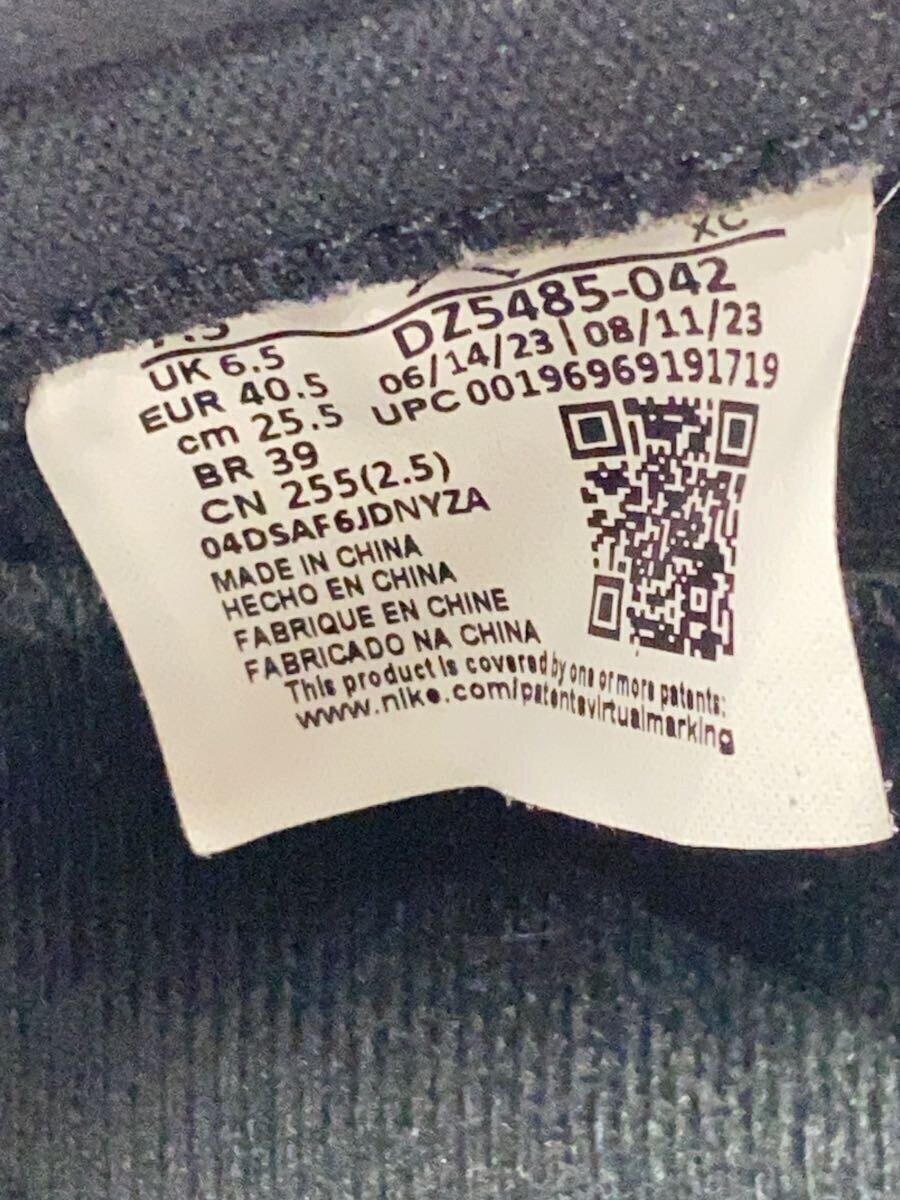 XC
UK 6.5
EUR 40.5
cm 25.5
BR 39
CN 255(2.5)
04DSAF6JDNYZA
DZ5485-042
06/14/23 \ 08/11/23
UPC 00196969191719
MADE IN CHINA
HECHO EN CHINA
FABRIQUE EN CHINE
FABRICADO NA CHINA
This product is covered by one or more patents:
www.nike.com/patentsvirtualmarking